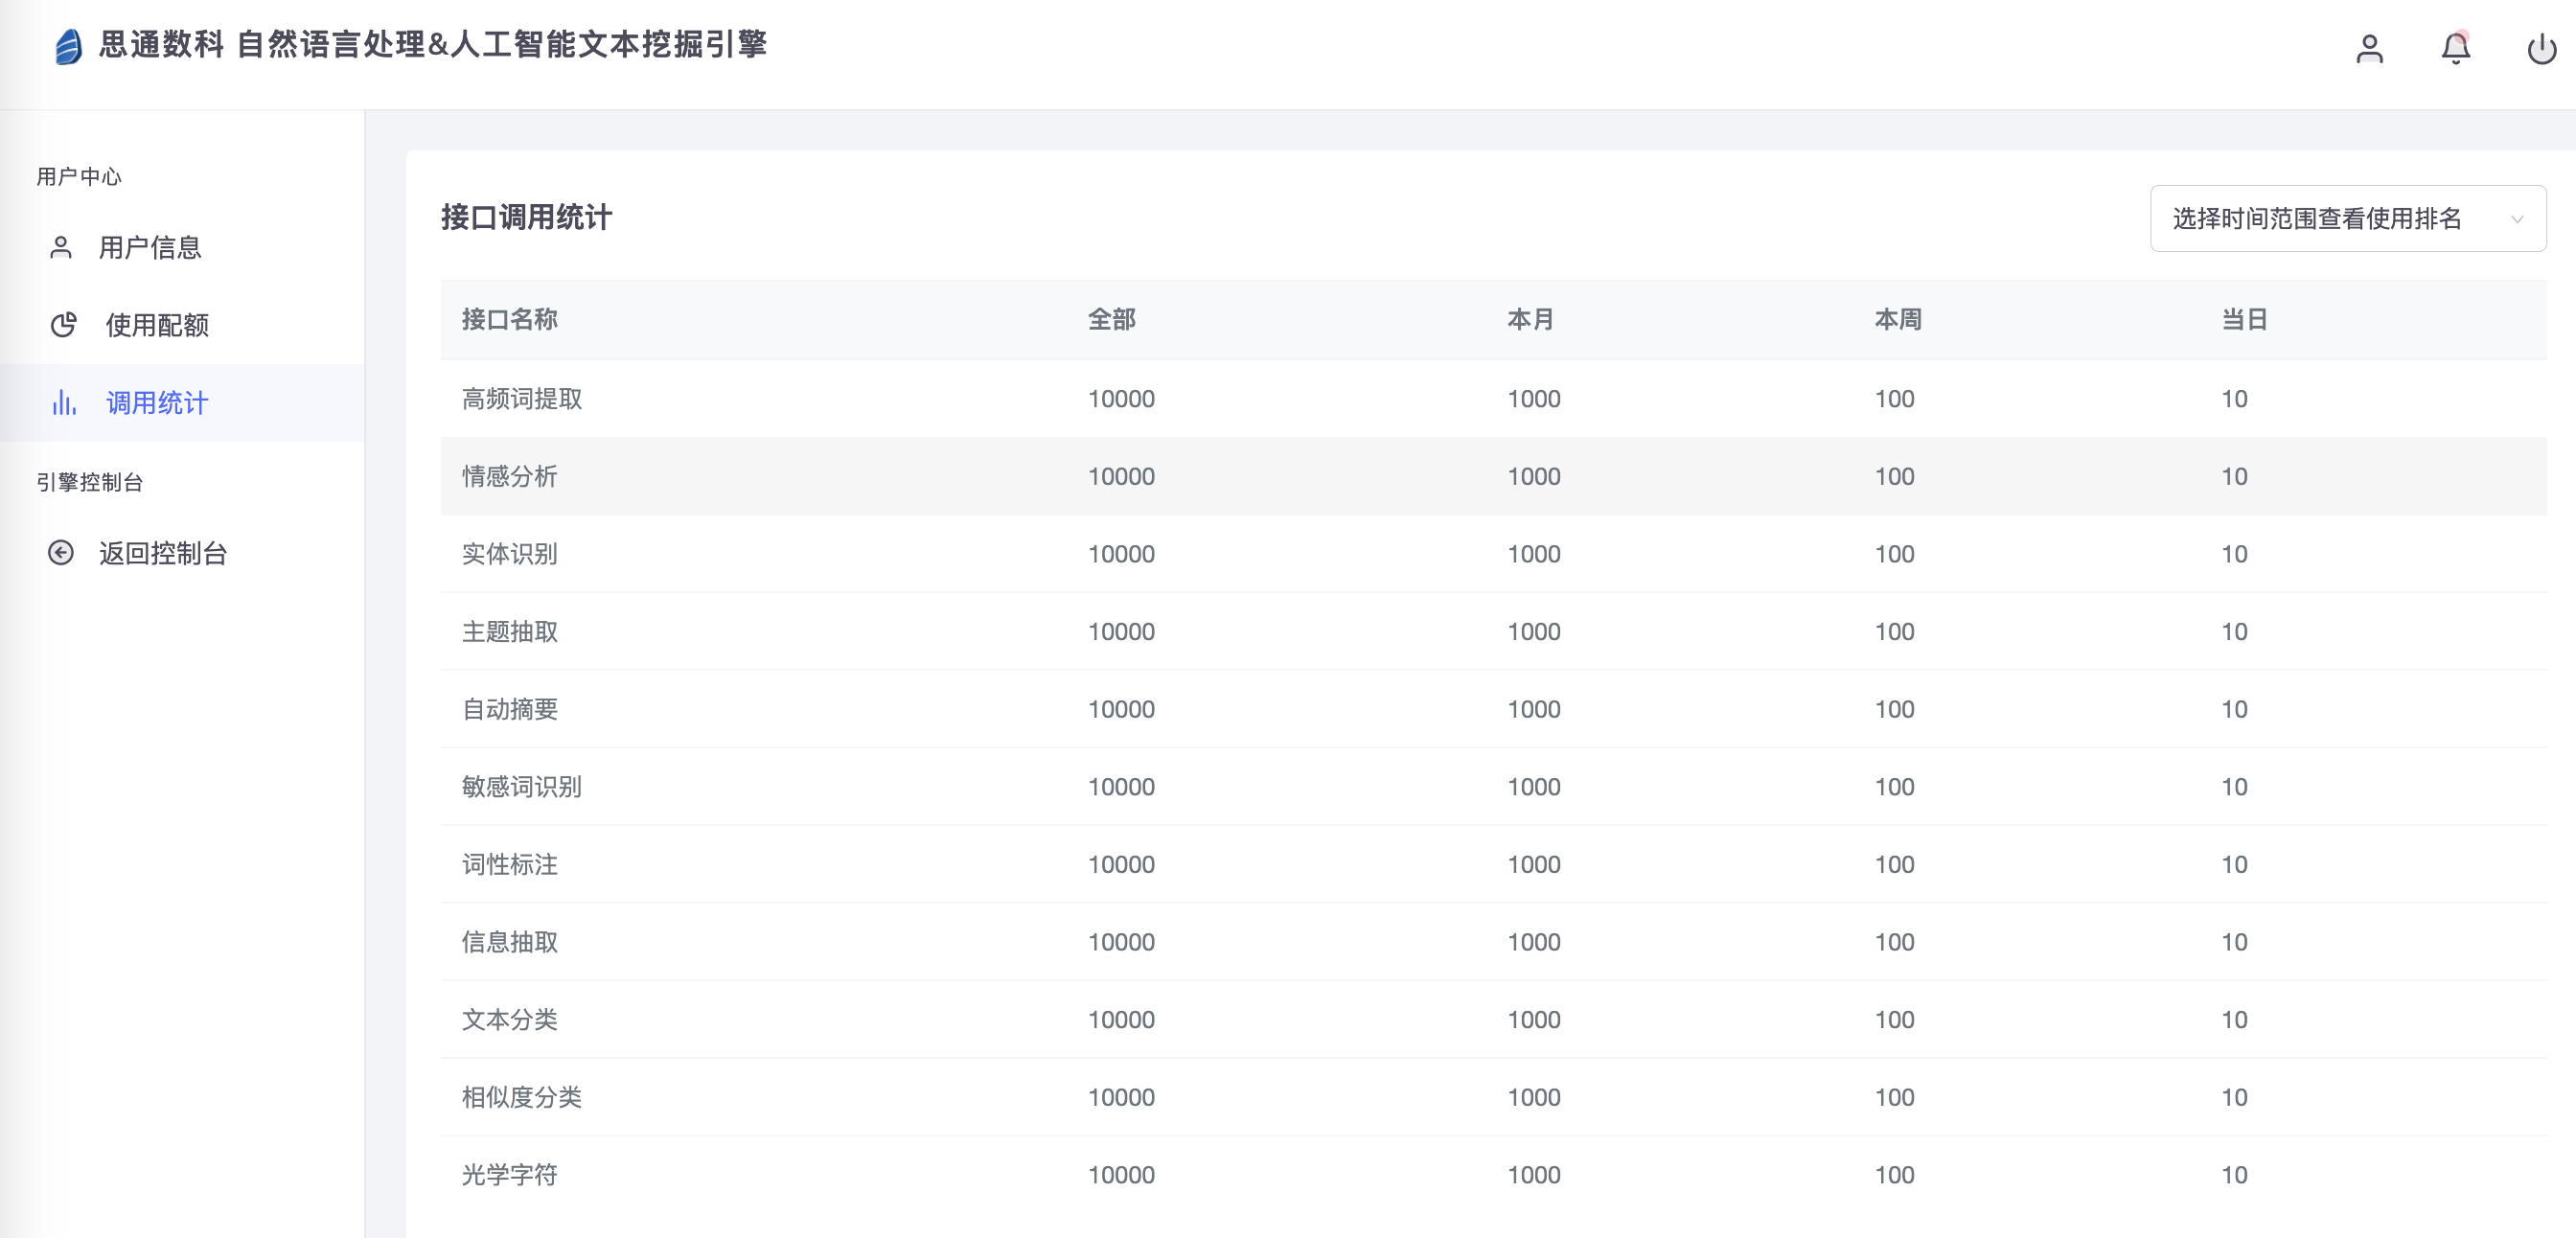 思通数科 自然语言处理&人工智能文本挖掘引擎
用户中心
用户信息
使用配额
调用统计
引擎控制台
返回控制台
接口调用统计
选择时间范围查看使用排名
接口名称 全部 本月 本周 当日
高频词提取 10000 1000 100 10
情感分析 10000 1000 100 10
实体识别 10000 1000 100 10
主题抽取 10000 1000 100 10
自动摘要 10000 1000 100 10
敏感词识别 10000 1000 100 10
词性标注 10000 1000 100 10
信息抽取 10000 1000 100 10
文本分类 10000 1000 100 10
相似度分类 10000 1000 100 10
光学字符 10000 1000 100 10